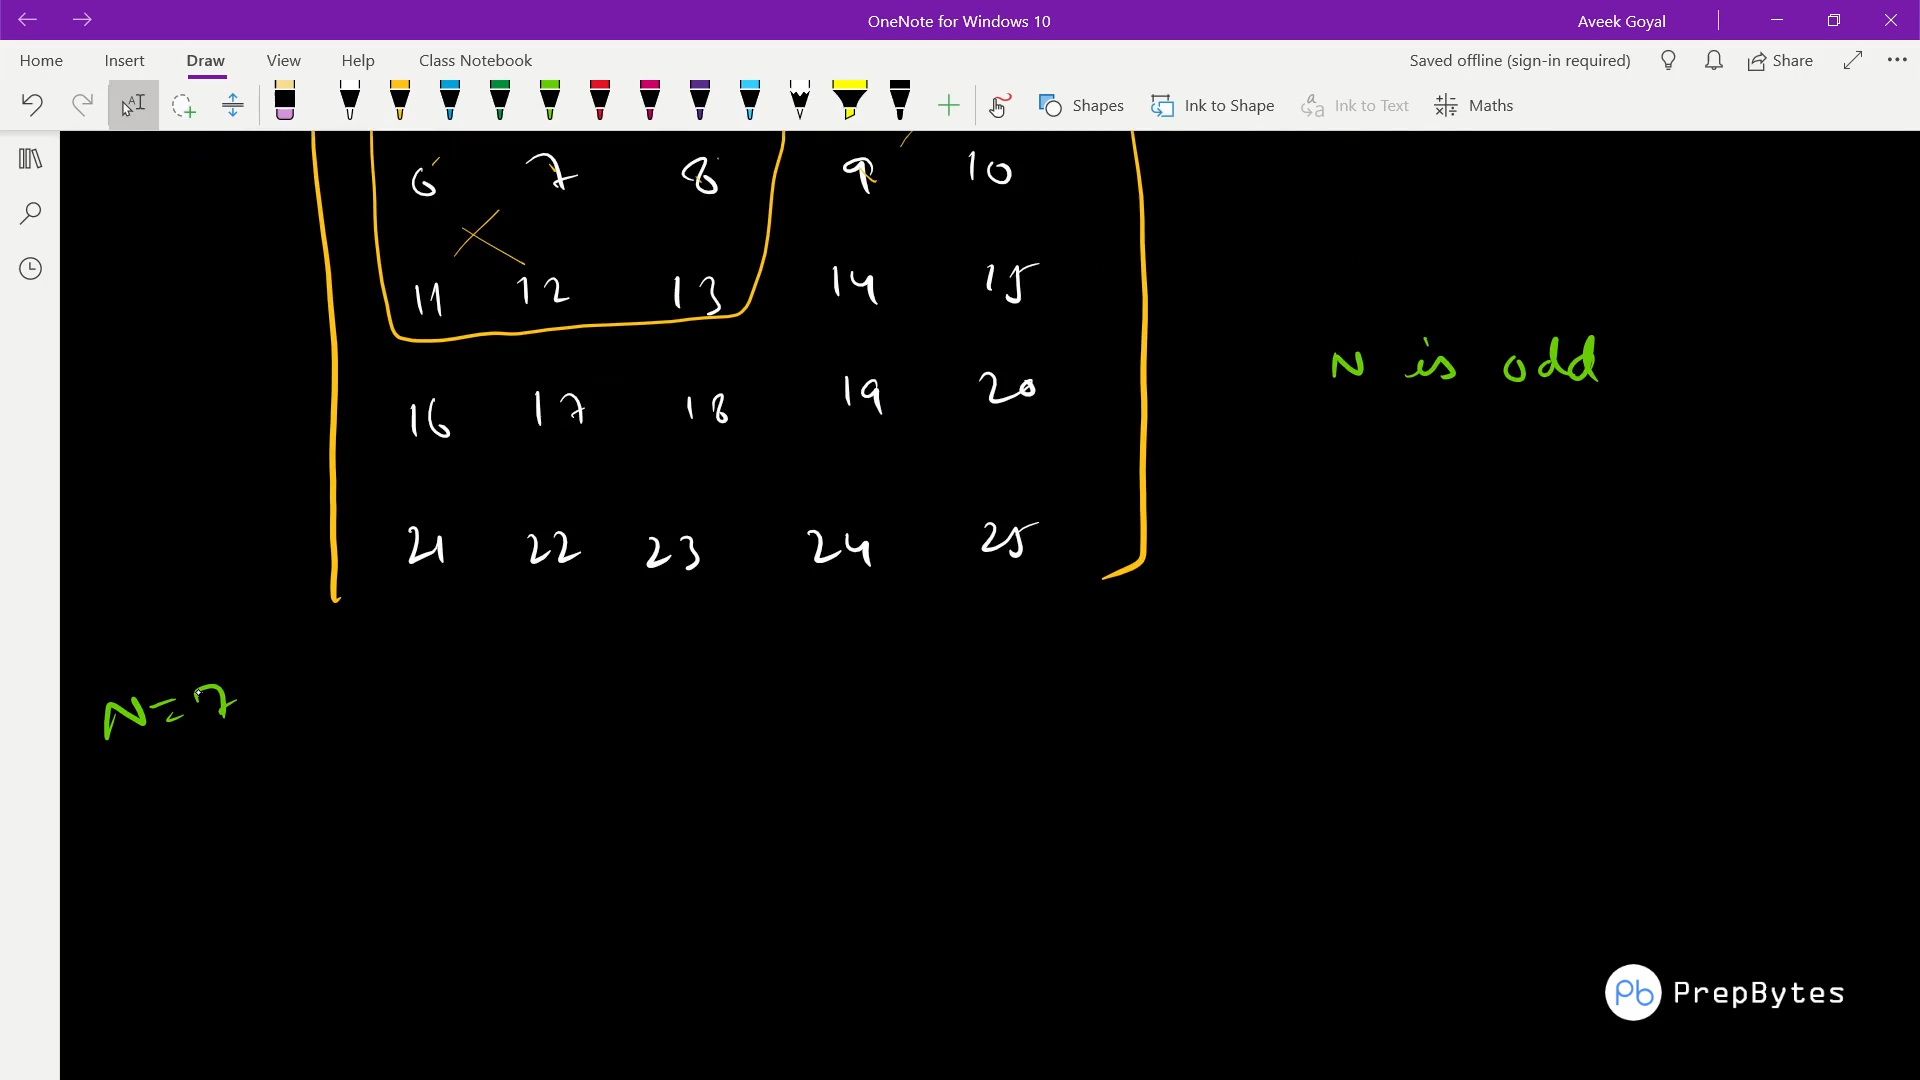 OneNote for Windows 10
Aveek Goyal
Home Insert Draw View Help Class Notebook
Saved offline (sign-in required) Share
Shapes Ink to Shape Ink to Text Maths
6 7 8 9 10
11 12 13 14 15
N is odd
16 17 18 19 20
21 22 23 24 25
N=7
Pb PrepBytes